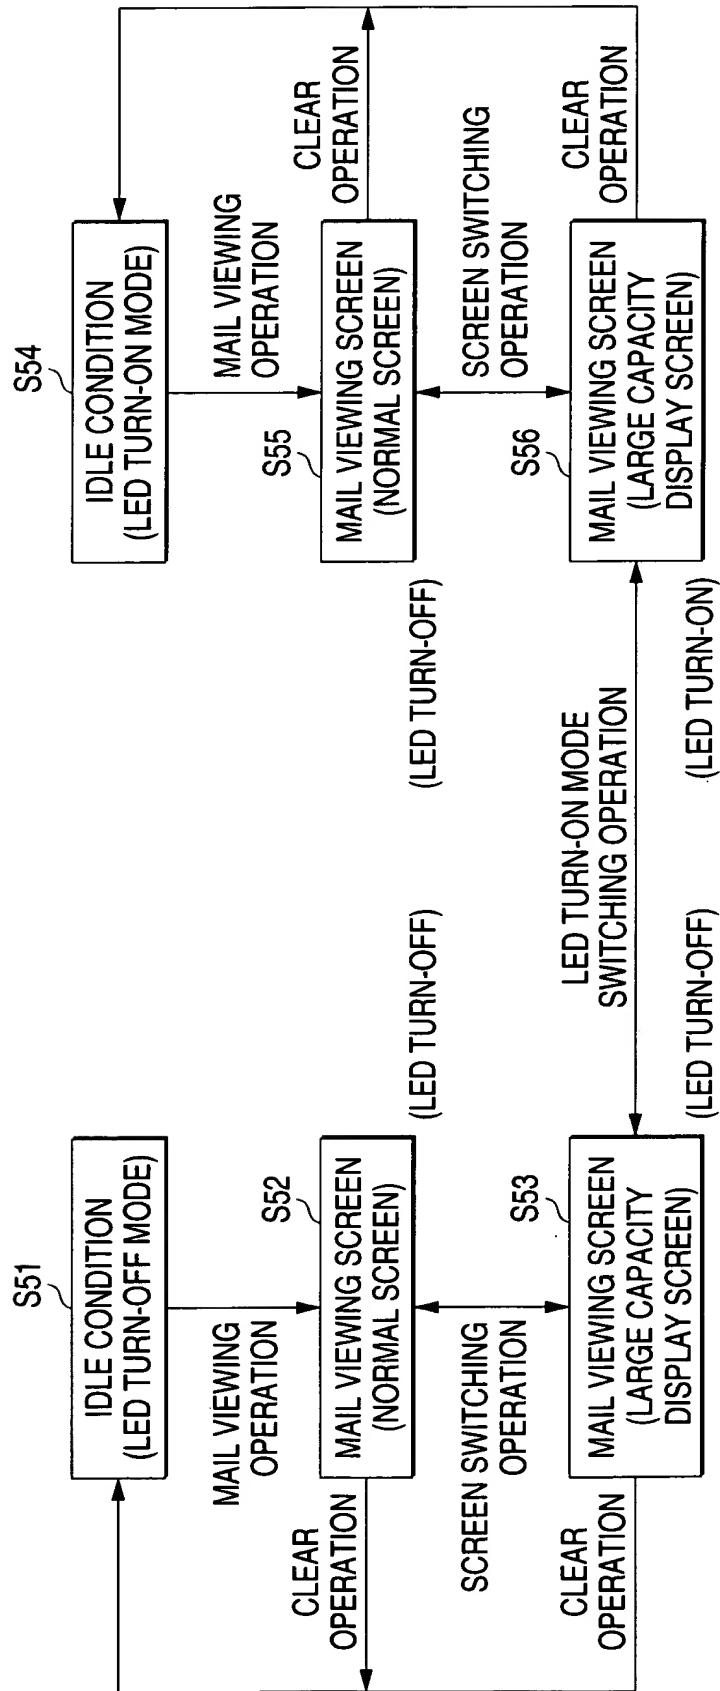 S51
IDLE CONDITION
(LED TURN-OFF MODE)
MAIL VIEWING
OPERATION
CLEAR
OPERATION
S52
MAIL VIEWING SCREEN
(NORMAL SCREEN)
(LED TURN-OFF)
SCREEN SWITCHING
OPERATION
CLEAR
OPERATION
S53
MAIL VIEWING SCREEN
(LARGE CAPACITY
DISPLAY SCREEN)
(LED TURN-OFF)
LED TURN-ON MODE
SWITCHING OPERATION
S54
IDLE CONDITION
(LED TURN-ON MODE)
MAIL VIEWING
OPERATION
S55
MAIL VIEWING SCREEN
(NORMAL SCREEN)
(LED TURN-OFF)
CLEAR
OPERATION
SCREEN SWITCHING
OPERATION
S56
MAIL VIEWING SCREEN
(LARGE CAPACITY
DISPLAY SCREEN)
(LED TURN-ON)
CLEAR
OPERATION